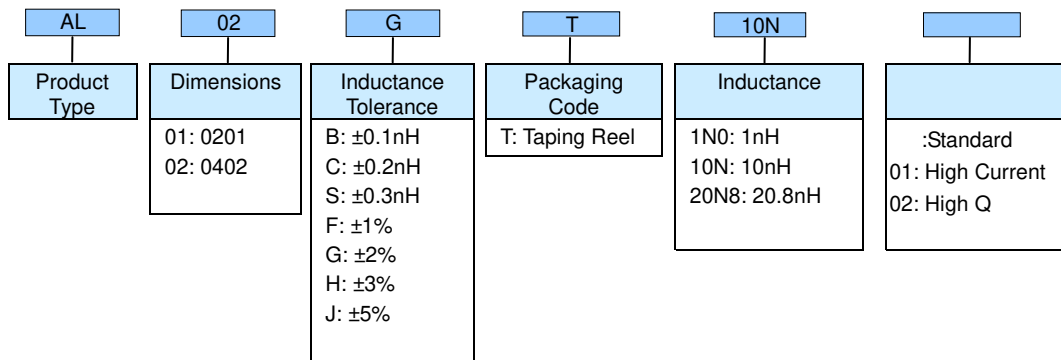 AL 02 G T 10N
Product
Type
Dimensions
Inductance
Tolerance
Packaging
Code
Inductance
01: 0201
02: 0402
B: ±0.1nH
C: ±0.2nH
S: ±0.3nH
F: ±1%
G: ±2%
H: ±3%
J: ±5%
T: Taping Reel
1N0: 1nH
10N: 10nH
20N8: 20.8nH
:Standard
01: High Current
02: High Q